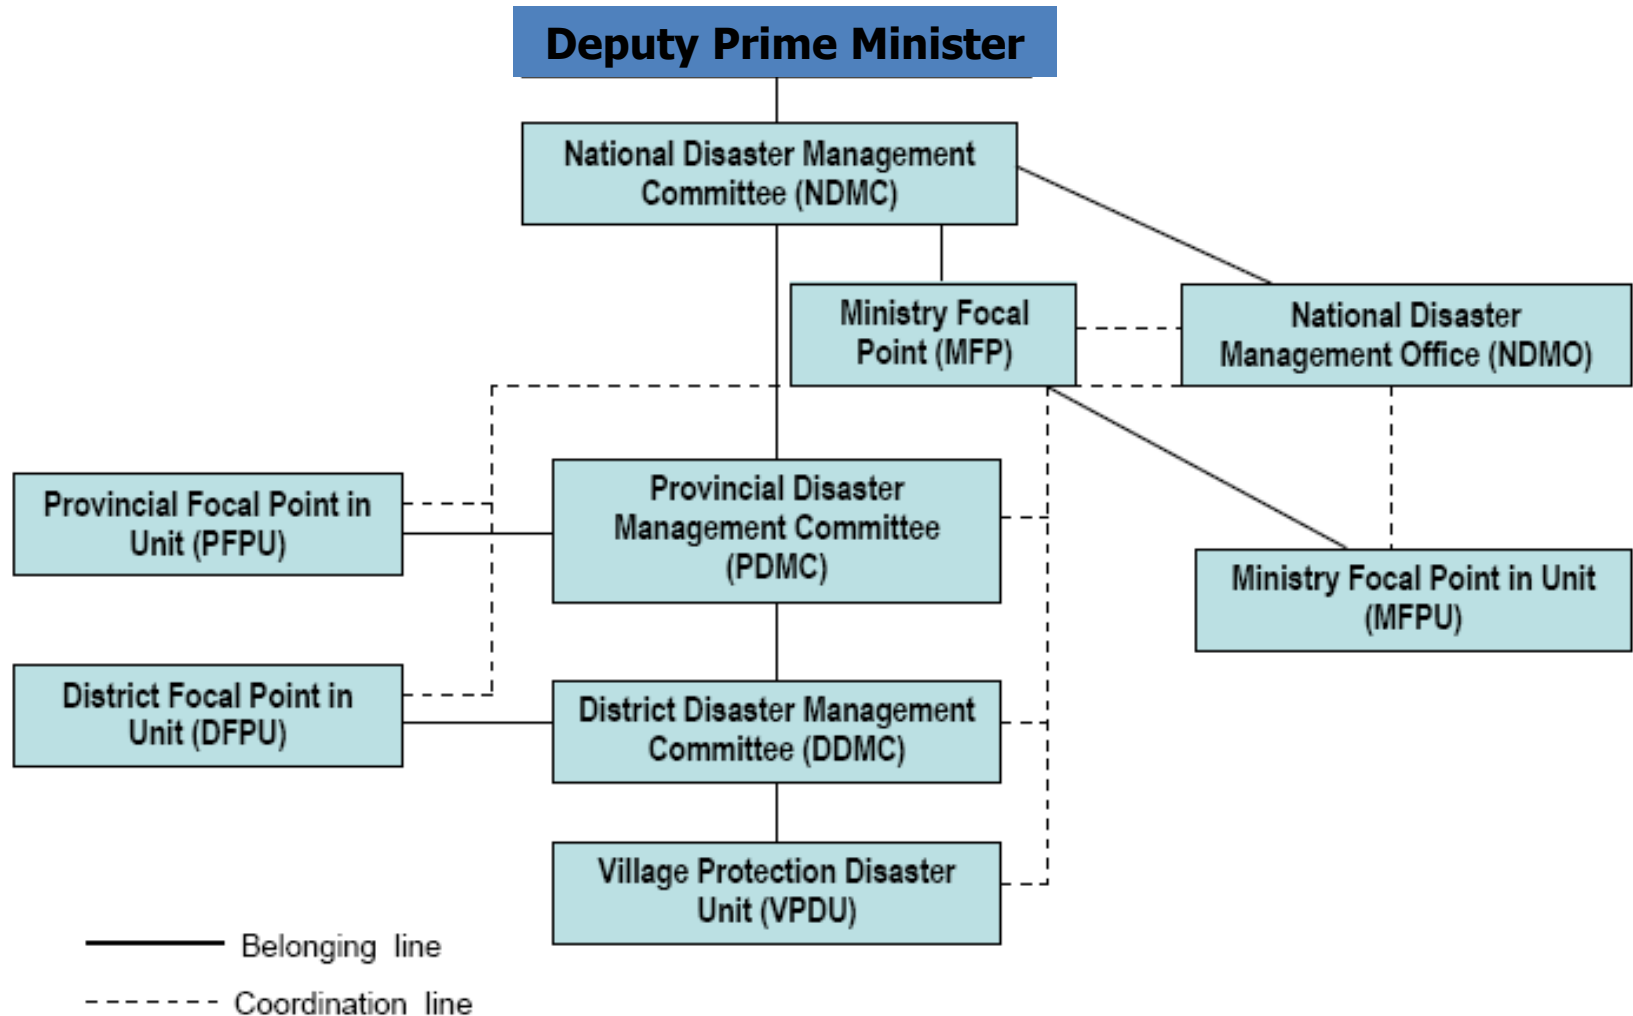 Deputy Prime Minister
National Disaster Management
Committee (NDMC)
Ministry Focal
Point (MFP)
National Disaster
Management Office (NDMO)
Provincial Focal Point in
Unit (PFPU)
Provincial Disaster
Management Committee
(PDMC)
Ministry Focal Point in Unit
(MFPU)
District Focal Point in
Unit (DFPU)
District Disaster Management
Committee (DDMC)
Village Protection Disaster
Unit (VPDU)
Belonging line
Coordination line